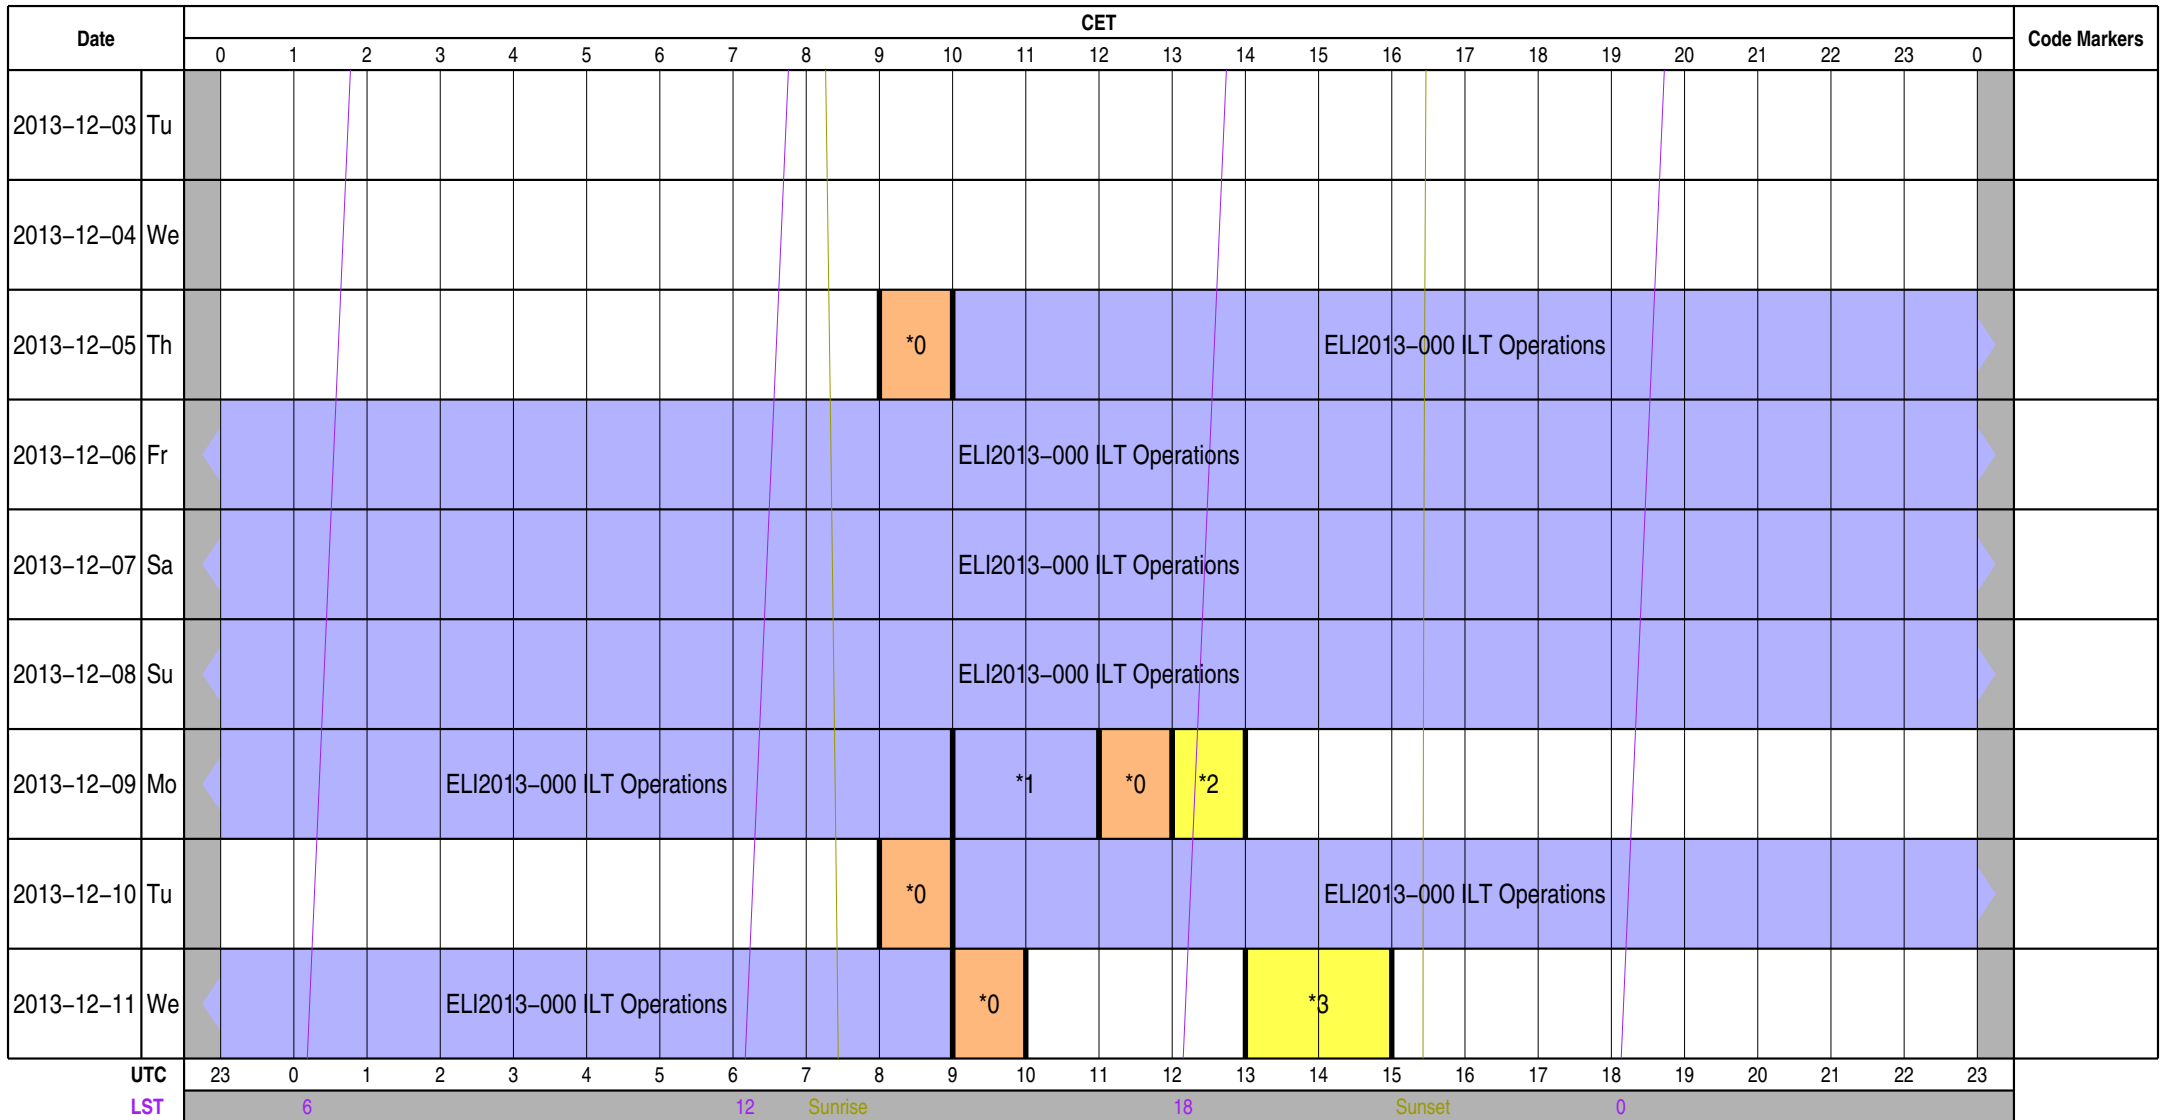 Date CET Code Markers
0 1 2 3 4 5 6 7 8 9 10 11 12 13 14 15 16 17 18 19 20 21 22 23 0
2013−12−03 Tu
2013−12−04 We
2013−12−05 Th *0 ELI2013−000 ILT Operations
2013−12−06 Fr ELI2013−000 ILT Operations
2013−12−07 Sa ELI2013−000 ILT Operations
2013−12−08 Su ELI2013−000 ILT Operations
2013−12−09 Mo ELI2013−000 ILT Operations *1 *0 *2
2013−12−10 Tu *0 ELI2013−000 ILT Operations
2013−12−11 We ELI2013−000 ILT Operations *0 *3
UTC 23 0 1 2 3 4 5 6 7 8 9 10 11 12 13 14 15 16 17 18 19 20 21 22 23
LST 6 12 Sunrise 18 Sunset 0